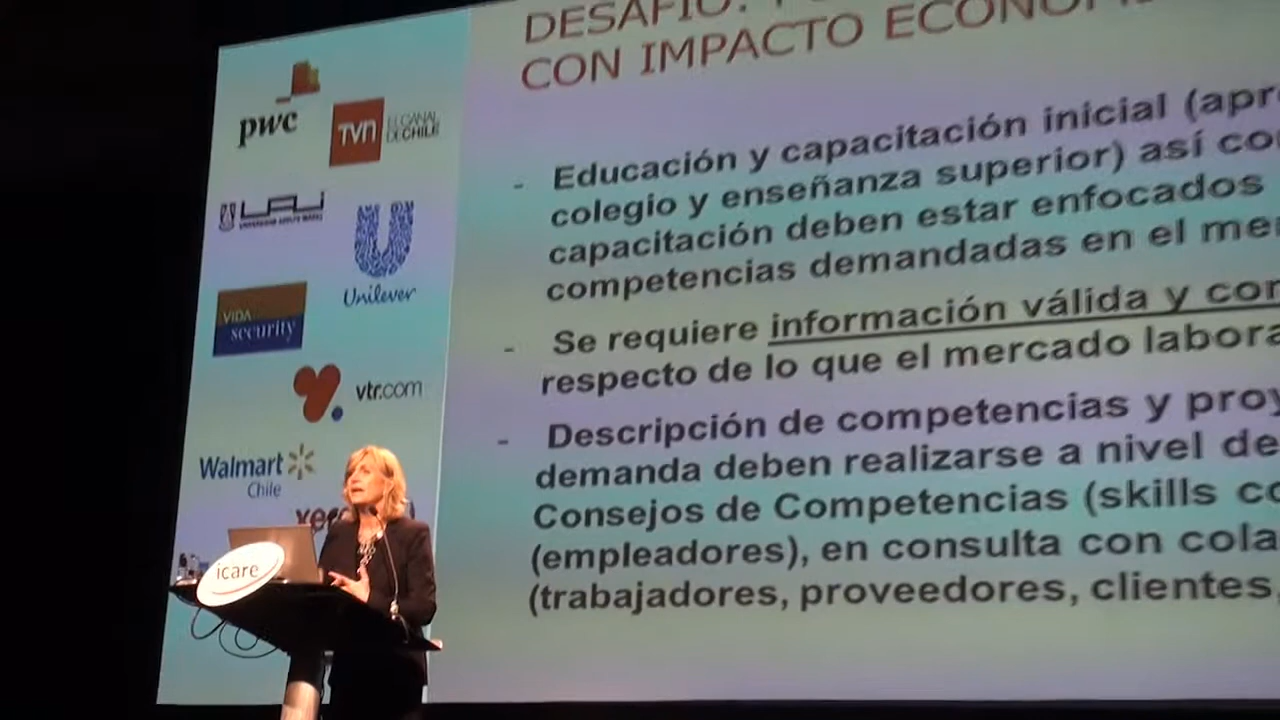 DESAFÍO:
CON IMPACTO
- Educación y capacitación inicial (apr
colegio y enseñanza superior) así co
capacitación deben estar enfocados
competencias demandadas en el me
- Se requiere información válida y con
respecto de lo que el mercado labora
- Descripción de competencias y proy
demanda deben realizarse a nivel de
Consejos de Competencias (skills co
(empleadores), en consulta con cola
(trabajadores, proveedores, clientes,
pwc
TVN EL CANAL
DE CHILE
Unilever
VIDA
security
vtr.com
Walmart
Chile
icare